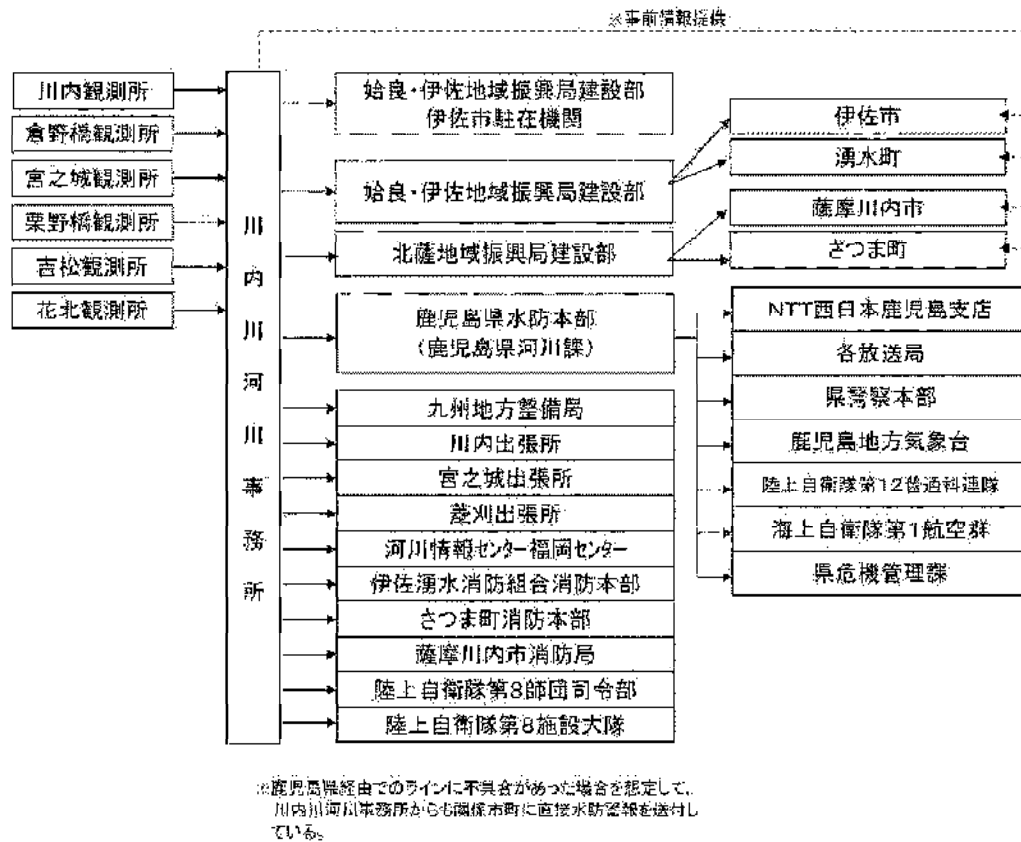 ※事前情報提供
川内観測所
倉野橋観測所
宮之城観測所
栗野橋観測所
吉松観測所
花北観測所
川内川河川事務所
姶良・伊佐地域振興局建設部
伊佐市駐在機関
姶良・伊佐地域振興局建設部
北薩地域振興局建設部
鹿児島県水防本部
(鹿児島県河川課)
九州地方整備局
川内出張所
宮之城出張所
菱刈出張所
河川情報センター福岡センター
伊佐湧水消防組合消防本部
さつま町消防本部
薩摩川内市消防局
陸上自衛隊第8師団司令部
陸上自衛隊第8施設大隊
伊佐市
湧水町
薩摩川内市
さつま町
NTT西日本鹿児島支店
各放送局
県警察本部
鹿児島地方気象台
陸上自衛隊第12普通科連隊
海上自衛隊第1航空群
県危機管理課
※鹿児島県経由でのラインに不具合があった場合を想定して、
川内川河川事務所からも関係市町に直接水防警報を送付し
ている。